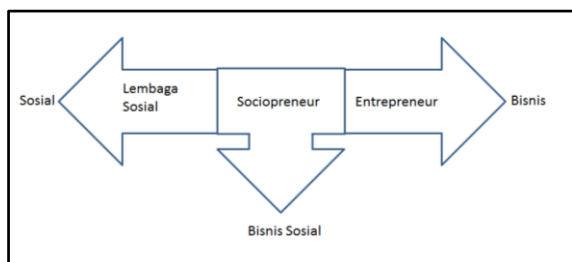 Sosial
Lembaga
Sosial
Sociopreneur
Entrepreneur
Bisnis
Bisnis Sosial